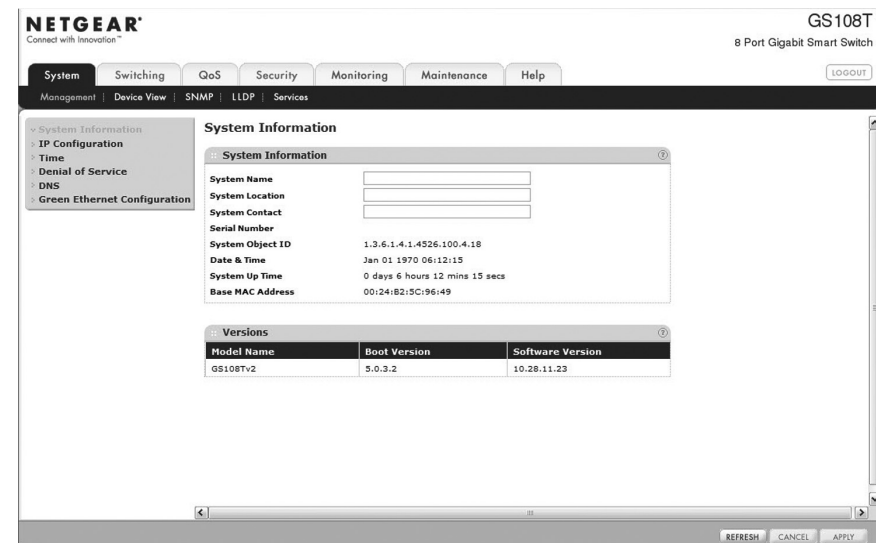 NETGEAR®
Connect with Innovation™
GS108T
8 Port Gigabit Smart Switch
System Switching QoS Security Monitoring Maintenance Help
LOGOUT
Management | Device View | SNMP | LLDP | Services
System Information
IP Configuration
Time
Denial of Service
DNS
Green Ethernet Configuration
System Information
System Information
System Name
System Location
System Contact
Serial Number
System Object ID 1.3.6.1.4.1.4526.100.4.18
Date & Time Jan 01 1970 06:12:15
System Up Time 0 days 6 hours 12 mins 15 secs
Base MAC Address 00:24:B2:5C:96:49
Versions
Model Name Boot Version Software Version
GS108Tv2 5.0.3.2 10.28.11.23
REFRESH CANCEL APPLY